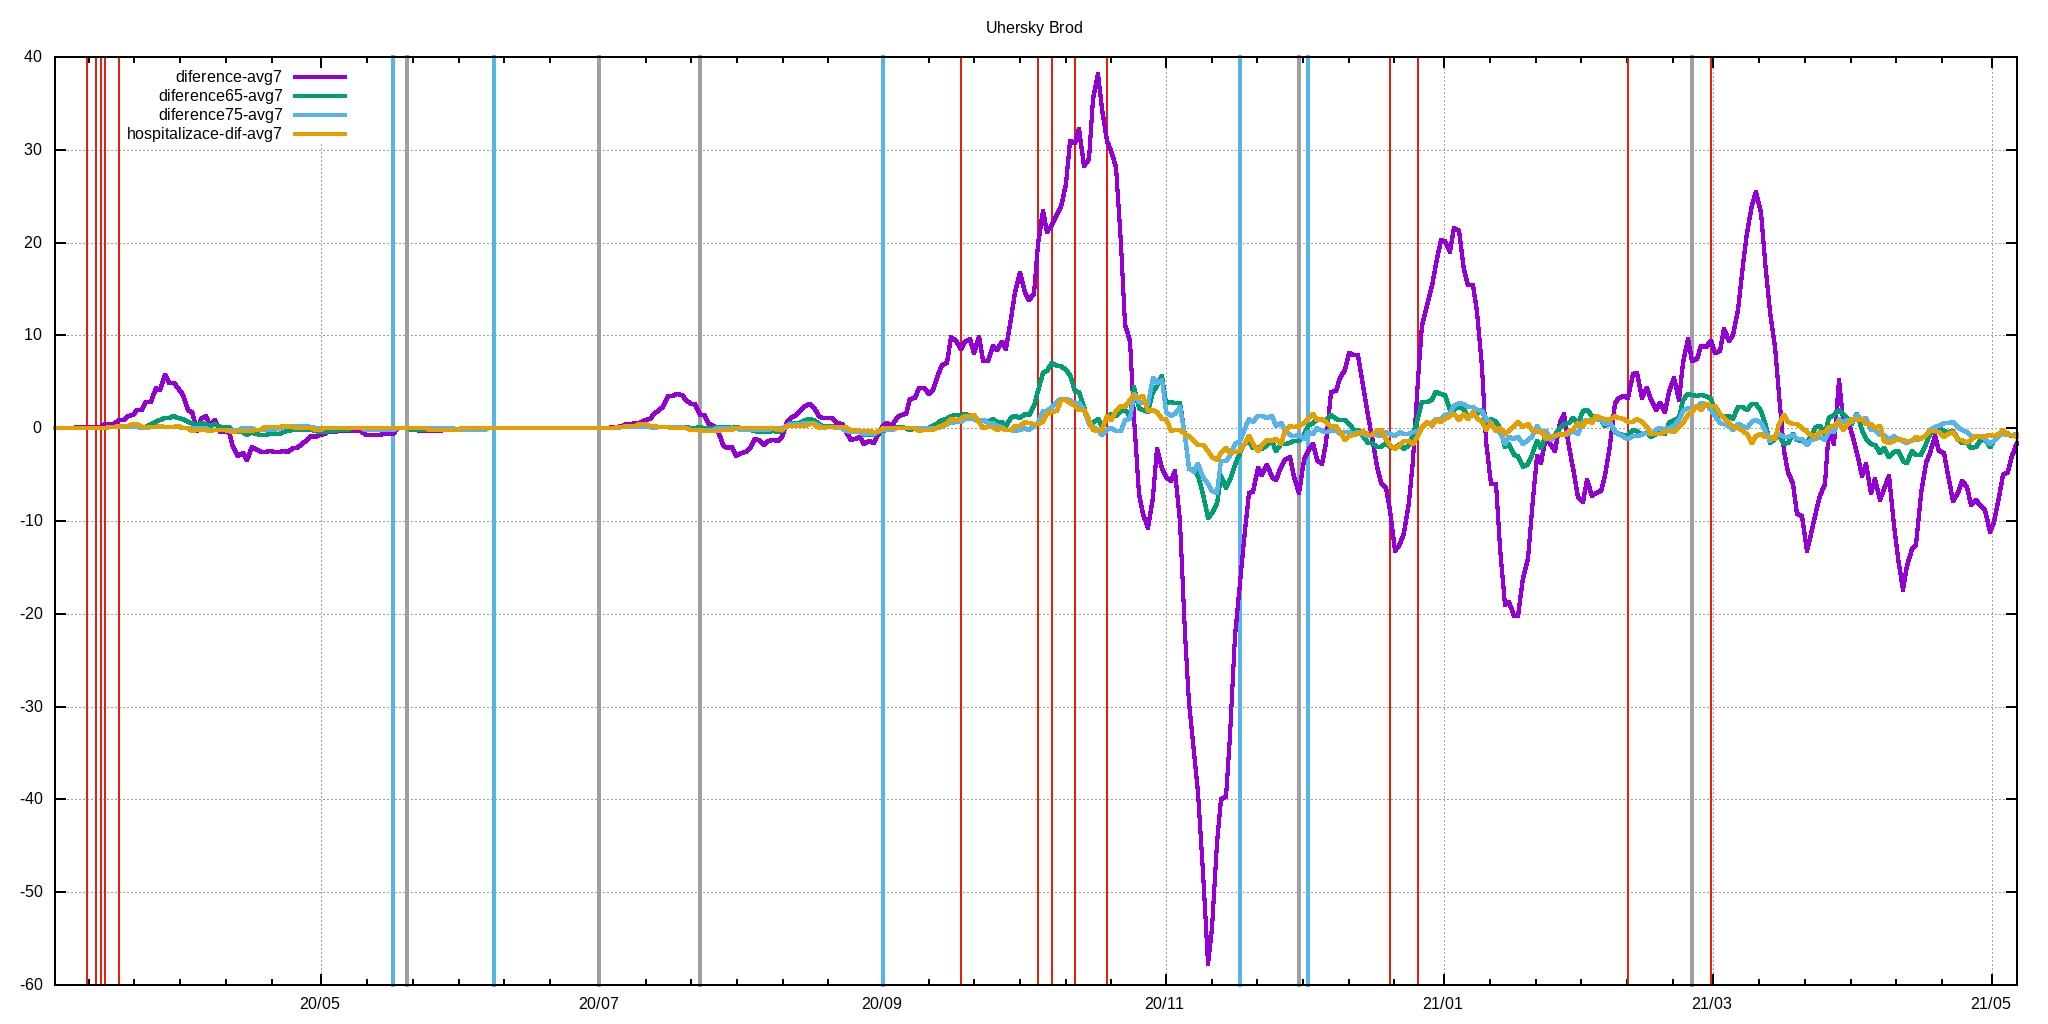 Uhersky Brod
diference-avg7
diference65-avg7
diference75-avg7
hospitalizace-dif-avg7
40
30
20
10
0
-10
-20
-30
-40
-50
-60
20/05 20/07 20/09 20/11 21/01 21/03 21/05